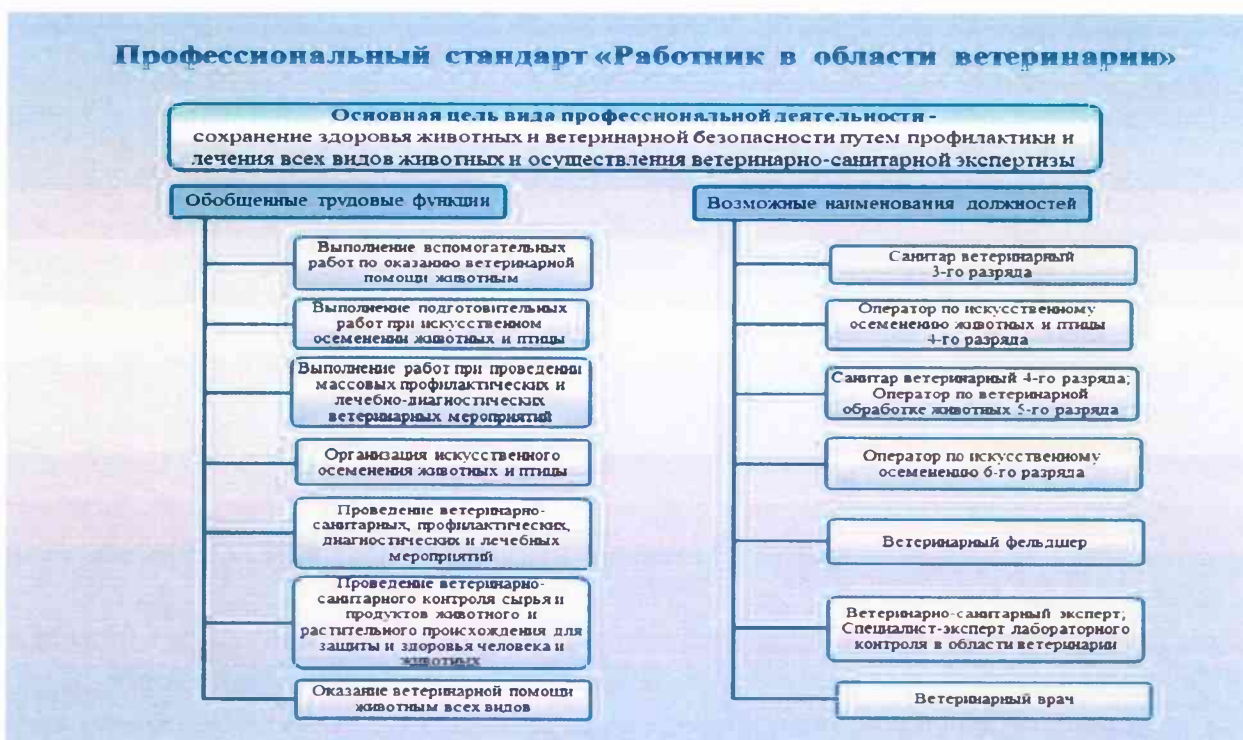 Профессиональный стандарт «Работник в области ветеринарии»
Основная цель вида профессиональной деятельности -
сохранение здоровья животных и ветеринарной безопасности путем профилактики и
лечения всех видов животных и осуществления ветеринарно-санитарной экспертизы
Обобщенные трудовые функции
Выполнение вспомогательных
работ по оказанию ветеринарной
помощи животным
Выполнение подготовительных
работ при искусственном
осеменении животных и птицы
Выполнение работ при проведении
массовых профилактических и
лечебно-диагностических
ветеринарных мероприятий
Организация искусственного
осеменения животных и птицы
Проведение ветеринарно-
санитарных, профилактических,
диагностических и лечебных
мероприятий
Проведение ветеринарно-
санитарного контроля сырья и
продуктов животного и
растительного происхождения для
защиты и здоровья человека и
животных
Оказание ветеринарной помощи
животным всех видов
Возможные наименования должностей
Санитар ветеринарный
3-го разряда
Оператор по искусственному
осеменению животных и птицы
4-го разряда
Санитар ветеринарный 4-го разряда;
Оператор по ветеринарной
обработке животных 5-го разряда
Оператор по искусственному
осеменению 6-го разряда
Ветеринарный фельдшер
Ветеринарно-санитарный эксперт;
Специалист-эксперт лабораторного
контроля в области ветеринарии
Ветеринарный врач